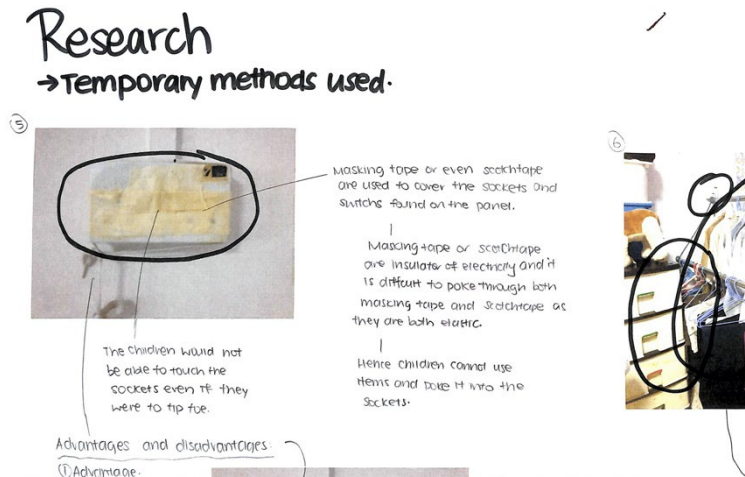 Research
→Temporary methods used.
5
Masking tape or even scotchtape
are used to cover the sockets and
switchs found on the panel.
Masking tape or scotchtape
are insulator of electricity and it
is difficult to poke through both
masking tape and scotchtape as
they are both elastic.
Hence children cannot use
items and poke it into the
sockets.
The children would not
be able to touch the
sockets even if they
were to tip toe.
Advantages and disadvantages:
① Advantage.
6